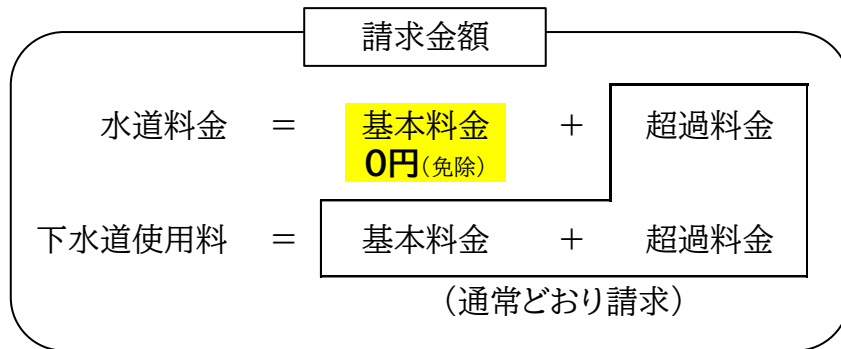 請求金額
水道料金 = 基本料金 + 超過料金
0円(免除)
下水道使用料 = 基本料金 + 超過料金
(通常どおり請求)